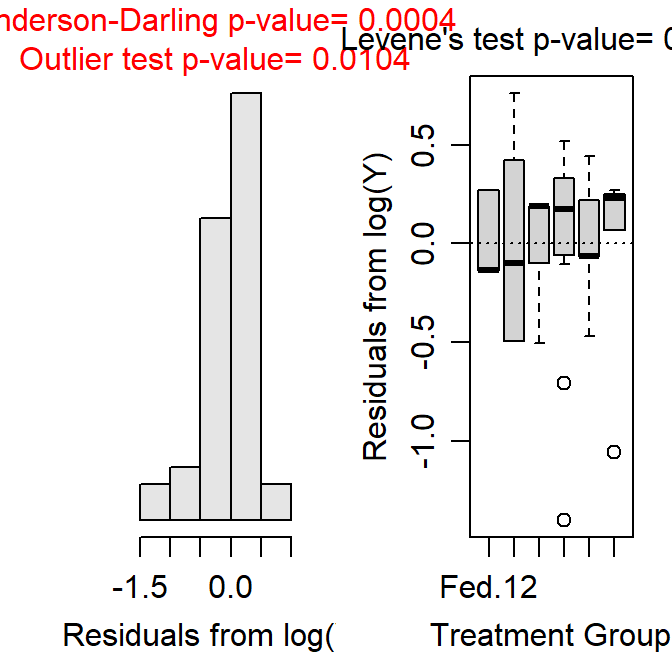 nderson-Darling p-value= 0.0004
Outlier test p-value= 0.0104
-1.5 0.0
Residuals from log(
Levene's test p-value= 0
Residuals from log(Y)
0.5
0.0
-0.5
-1.0
Fed.12
Treatment Group